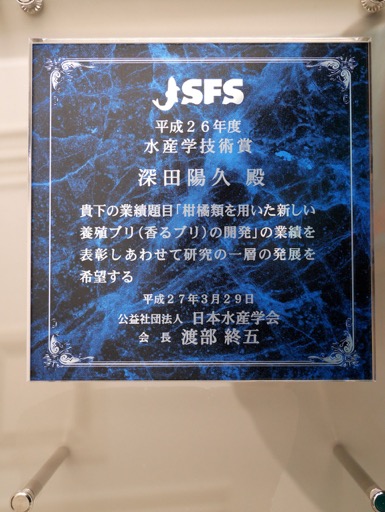 JSFS
平成26年度
水産学技術賞
深田陽久 殿
貴下の業績題目「柑橘類を用いた新しい
養殖ブリ(香るブリ)の開発」の業績を
表彰しあわせて研究の一層の発展を
希望する
平成27年3月29日
公益社団法人 日本水産学会
会 長 渡部 終五